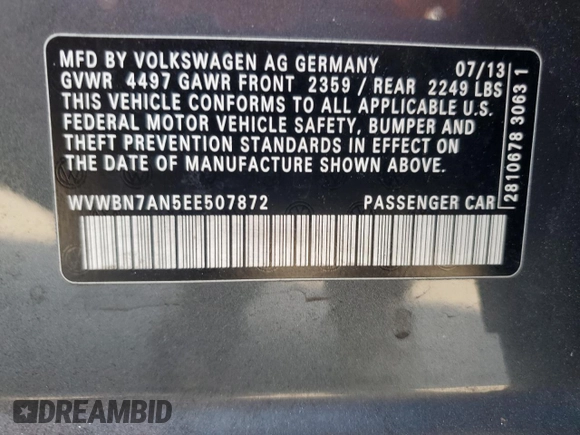 MFD BY VOLKSWAGEN AG GERMANY 07/13
GVWR 4497 GAWR FRONT 2359 / REAR 2249 LBS
THIS VEHICLE CONFORMS TO ALL APPLICABLE U.S.
FEDERAL MOTOR VEHICLE SAFETY, BUMPER AND
THEFT PREVENTION STANDARDS IN EFFECT ON
THE DATE OF MANUFACTURE SHOWN ABOVE.
WVWBN7AN5EE507872 PASSENGER CAR
2810678 3063 1
DREAMBID